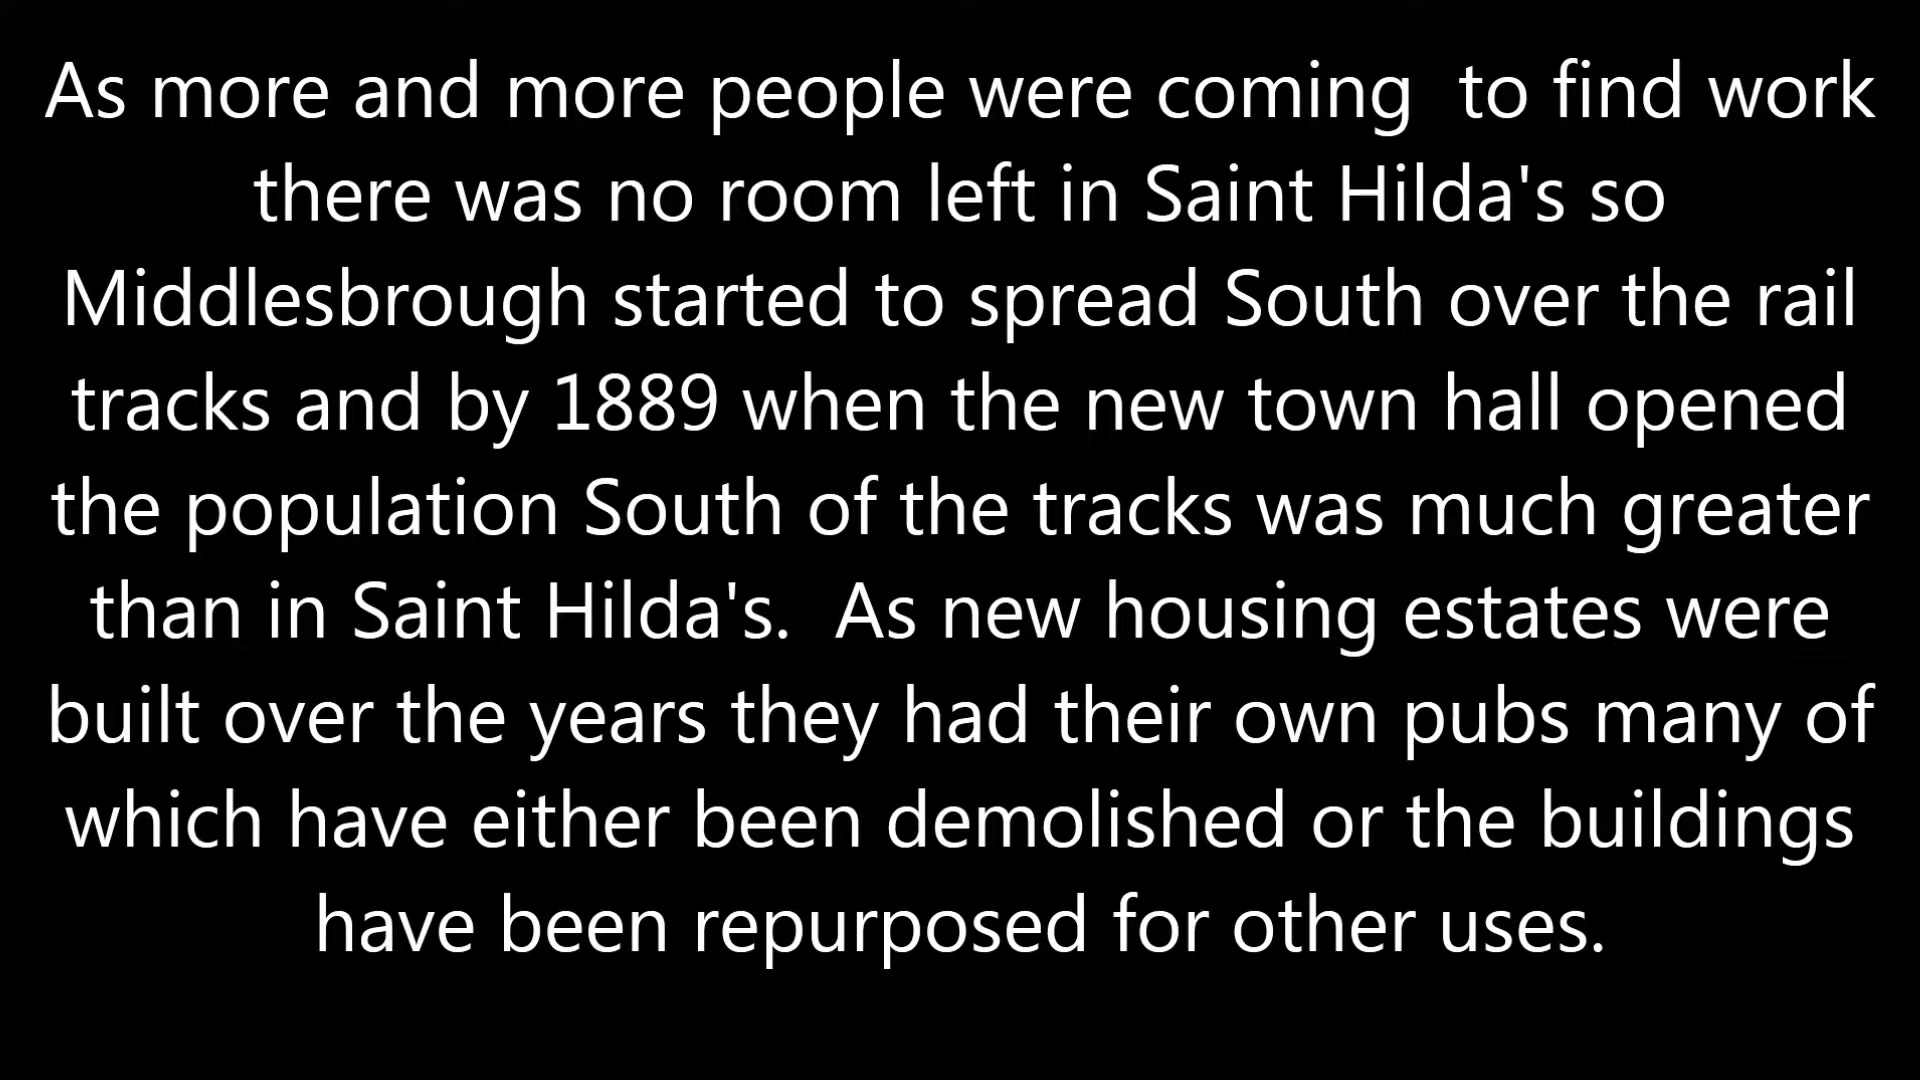 As more and more people were coming  to find work
there was no room left in Saint Hilda's so
Middlesbrough started to spread South over the rail
tracks and by 1889 when the new town hall opened
the population South of the tracks was much greater
than in Saint Hilda's.  As new housing estates were
built over the years they had their own pubs many of
which have either been demolished or the buildings
have been repurposed for other uses.